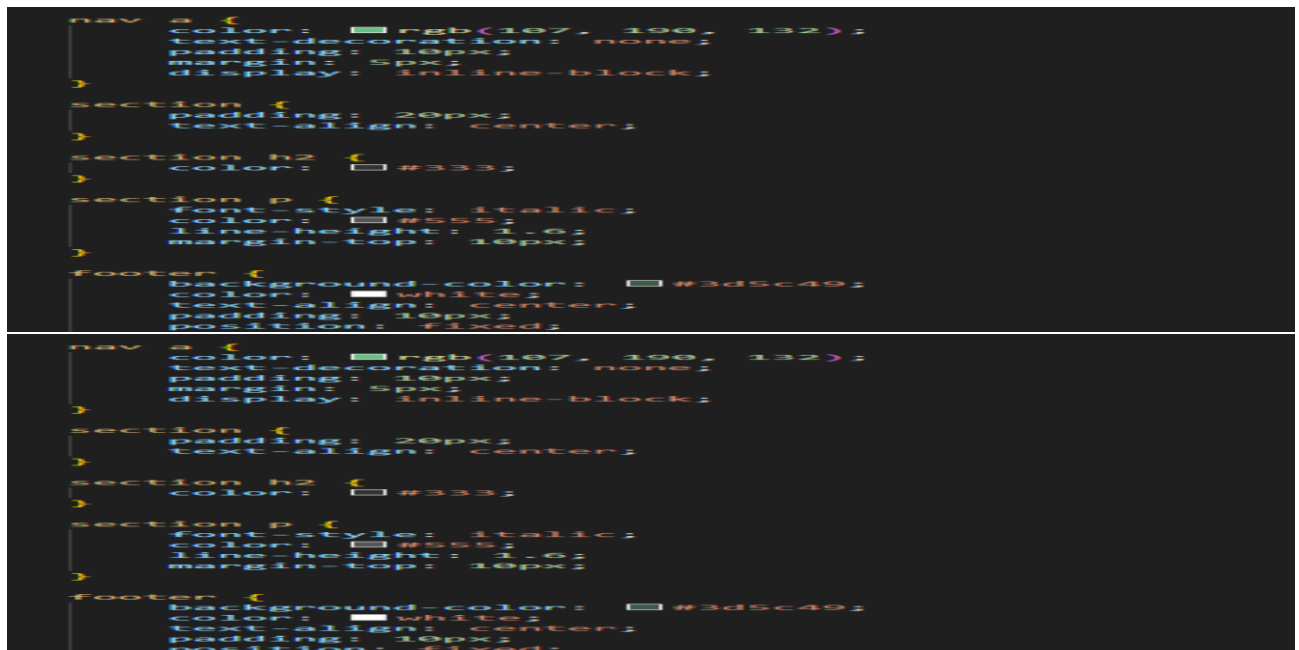 nav a {
color: rgb(107, 190, 132);
text-decoration: none;
padding: 10px;
margin: 5px;
display: inline-block;
}
section {
padding: 20px;
text-align: center;
}
section h2 {
color: #333;
}
section p {
font-style: italic;
color: #555;
line-height: 1.6;
margin-top: 10px;
}
footer {
background-color: #3d5c49;
color: white;
text-align: center;
padding: 10px;
position: fixed;
nav a {
color: rgb(107, 190, 132);
text-decoration: none;
padding: 10px;
margin: 5px;
display: inline-block;
}
section {
padding: 20px;
text-align: center;
}
section h2 {
color: #333;
}
section p {
font-style: italic;
color: #555;
line-height: 1.6;
margin-top: 10px;
}
footer {
background-color: #3d5c49;
color: white;
text-align: center;
padding: 10px;
position: fixed;